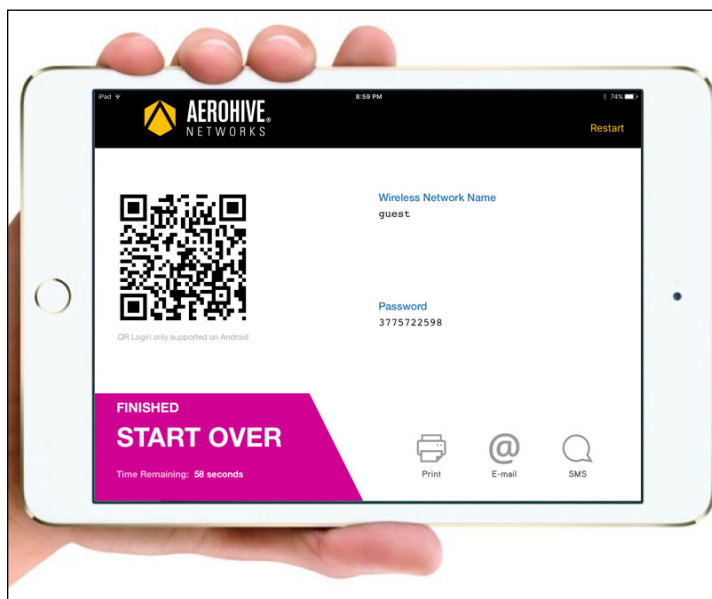 iPad
8:59 PM
74%
AEROHIVE®
NETWORKS
Restart
Wireless Network Name
guest
Password
3775722598
QR Login only supported on Android
FINISHED
START OVER
Time Remaining: 58 seconds
Print
E-mail
SMS